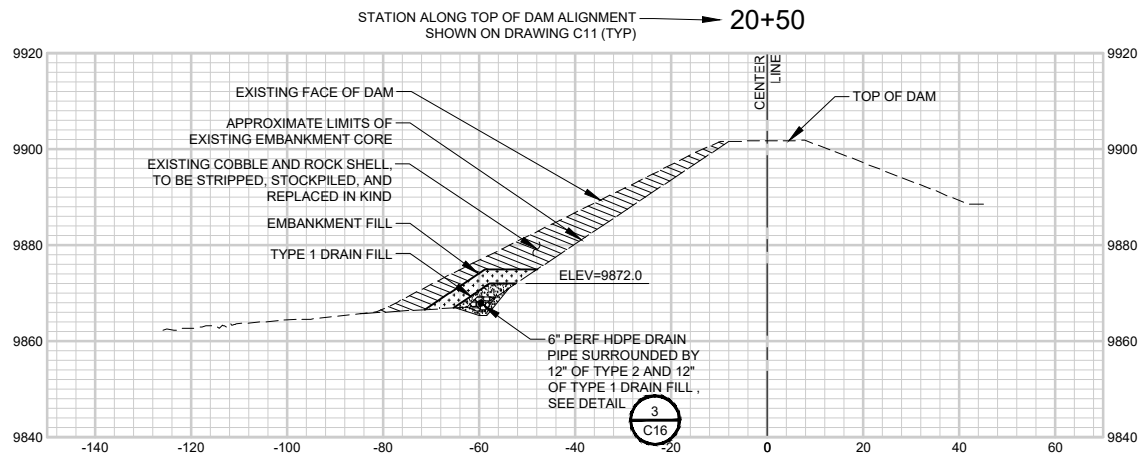 STATION ALONG TOP OF DAM ALIGNMENT
SHOWN ON DRAWING C11 (TYP)
20+50
9920
9920
CENTER
LINE
EXISTING FACE OF DAM
TOP OF DAM
APPROXIMATE LIMITS OF
EXISTING EMBANKMENT CORE
9900
9900
EXISTING COBBLE AND ROCK SHELL,
TO BE STRIPPED, STOCKPILED, AND
REPLACED IN KIND
EMBANKMENT FILL
9880
9880
TYPE 1 DRAIN FILL
ELEV=9872.0
9860
9860
6" PERF HDPE DRAIN
PIPE SURROUNDED BY
12" OF TYPE 2 AND 12"
OF TYPE 1 DRAIN FILL ,
SEE DETAIL
3
C16
9840
9840
-140 -120 -100 -80 -60 -40 -20 0 20 40 60